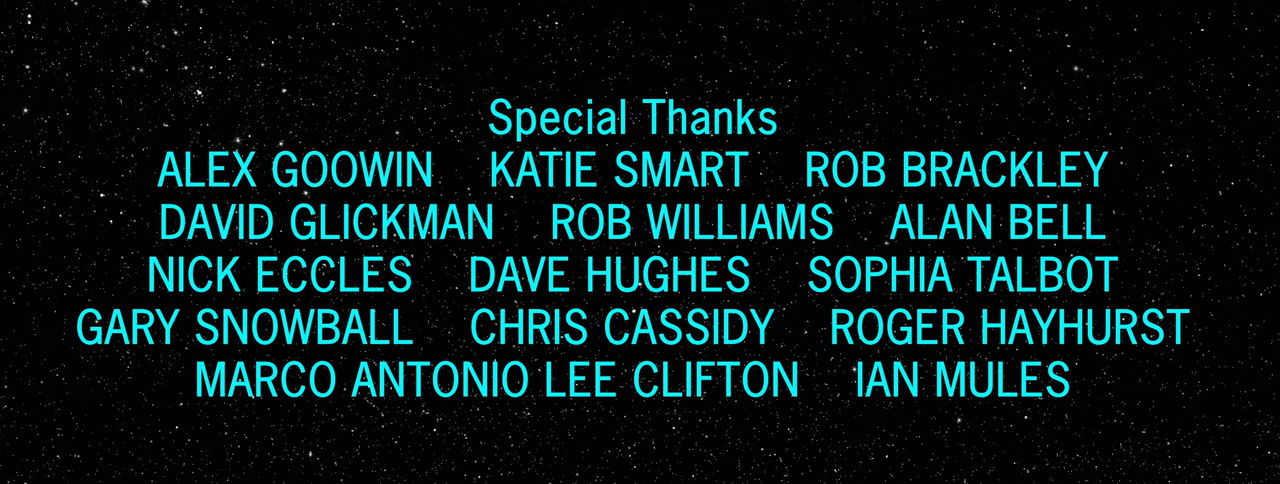 Special Thanks
ALEX GOOWIN KATIE SMART ROB BRACKLEY
DAVID GLICKMAN ROB WILLIAMS ALAN BELL
NICK ECCLES DAVE HUGHES SOPHIA TALBOT
GARY SNOWBALL CHRIS CASSIDY ROGER HAYHURST
MARCO ANTONIO LEE CLIFTON IAN MULES